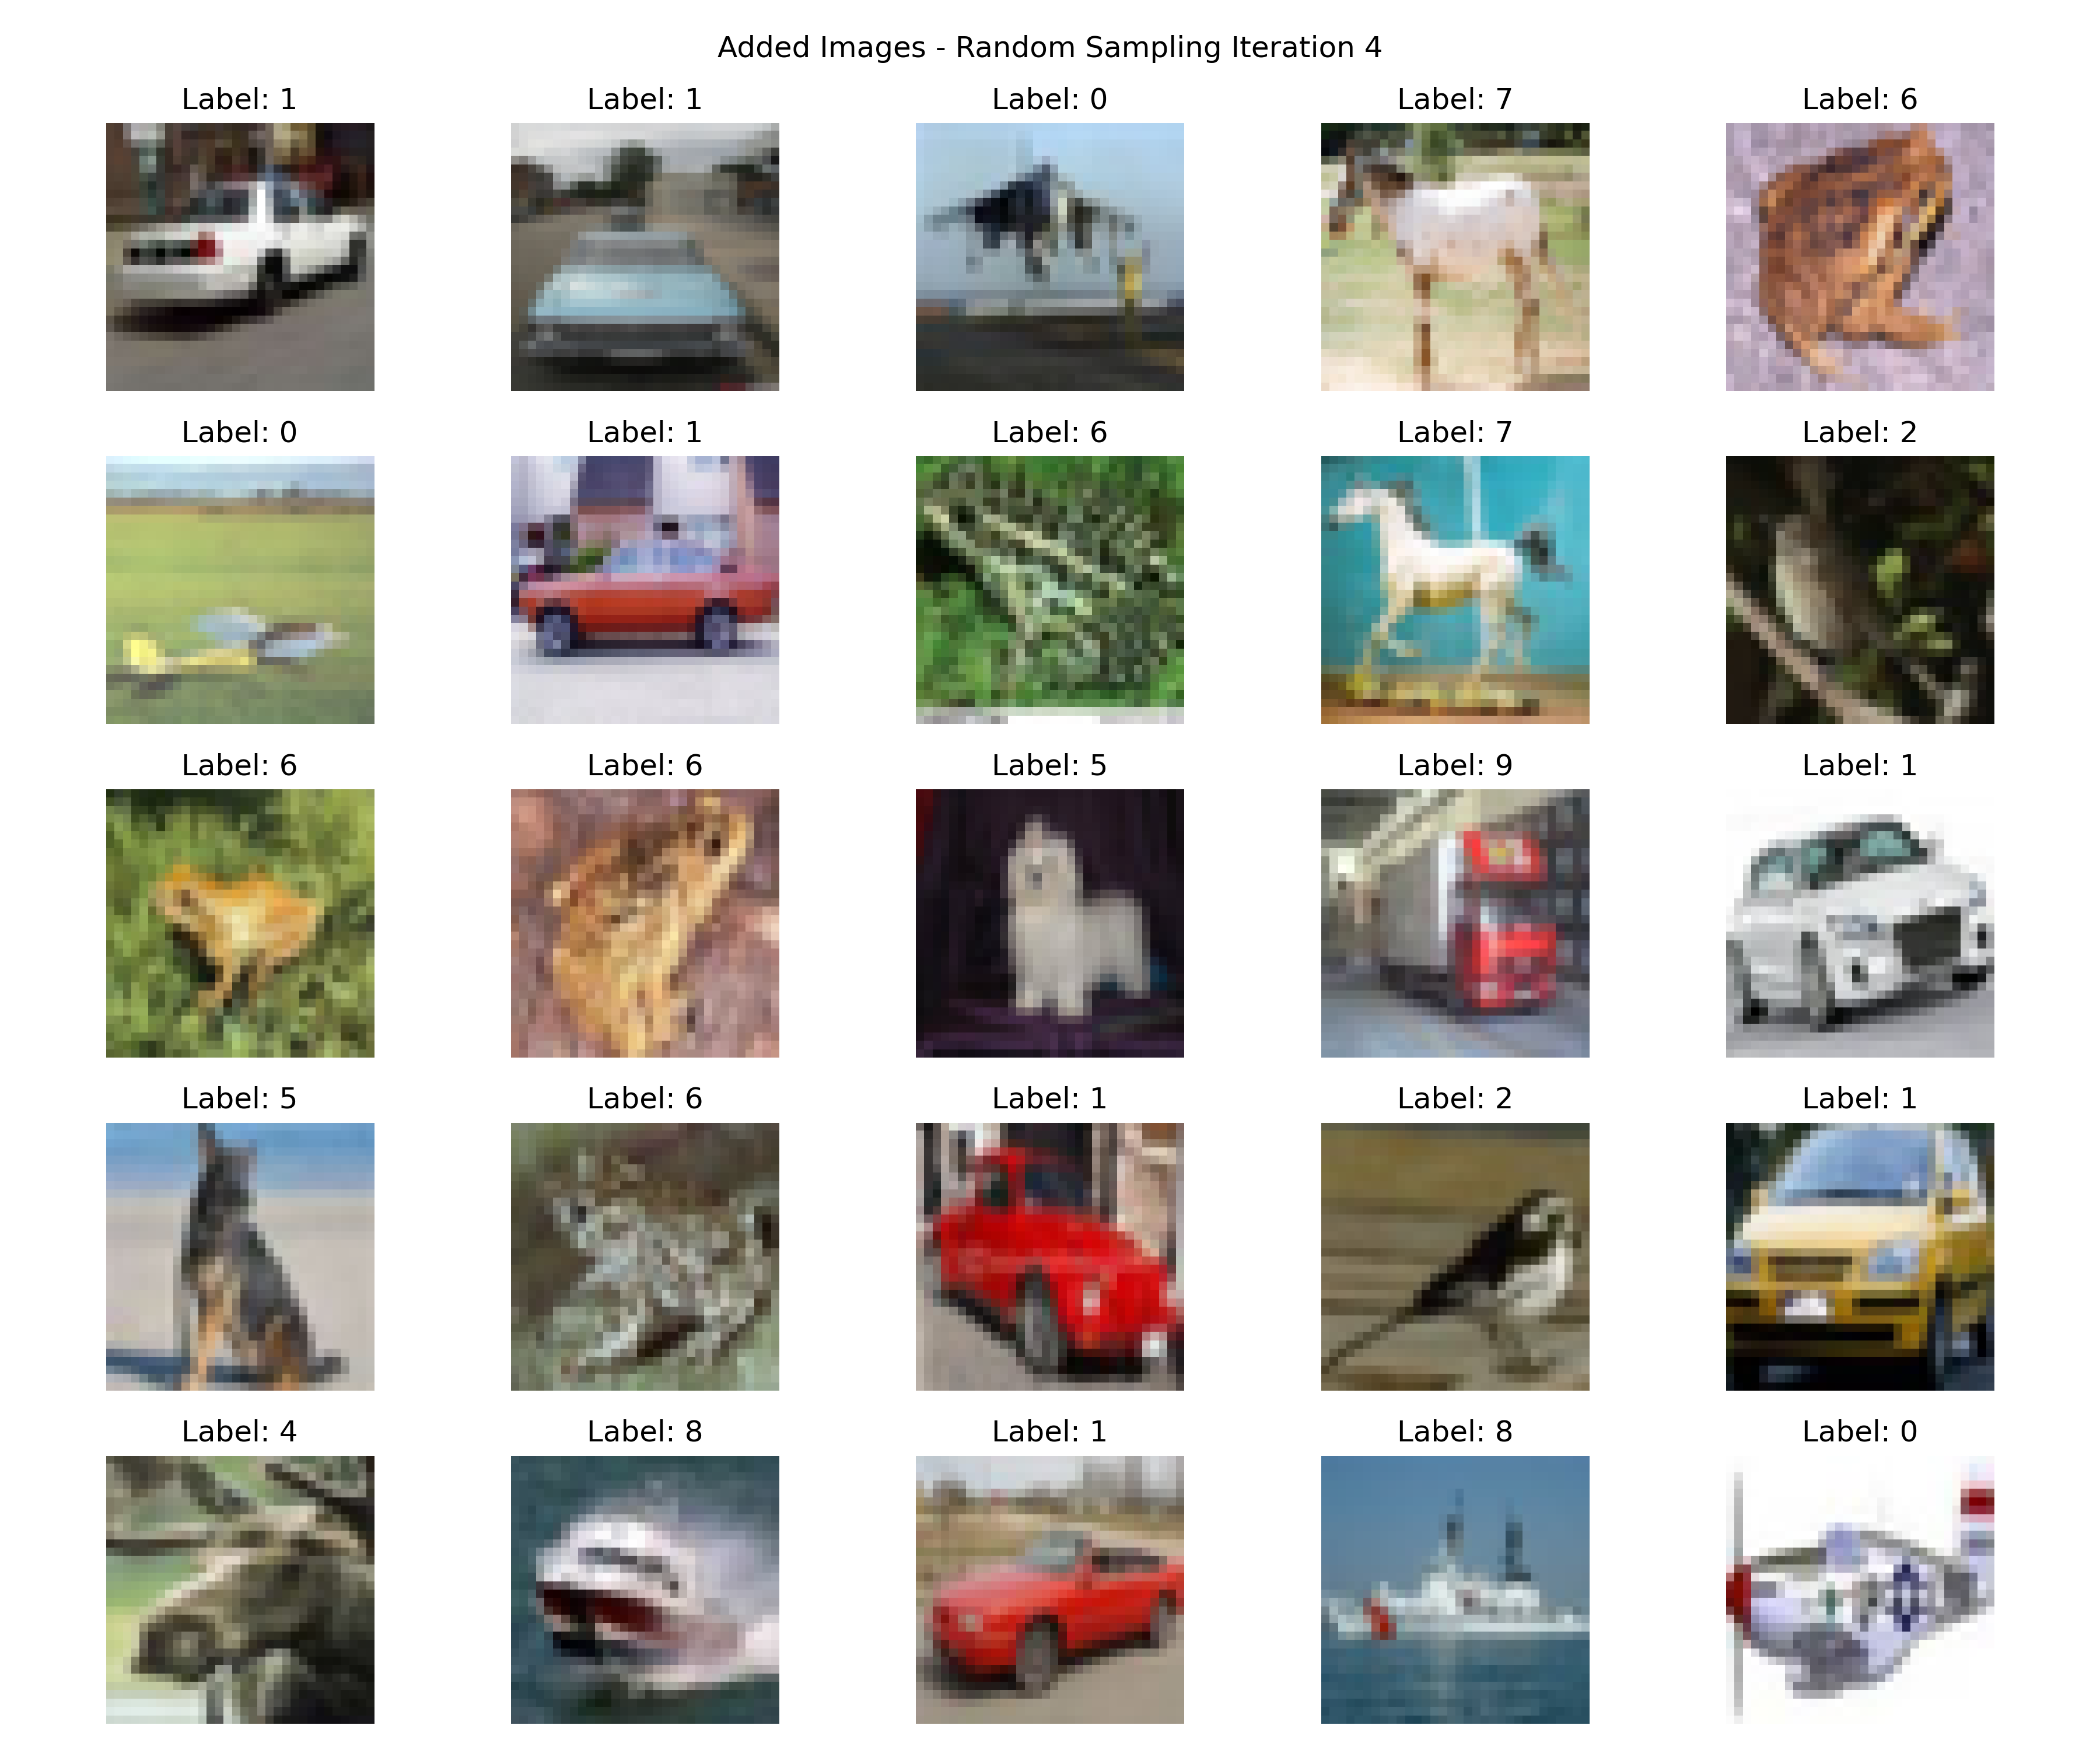 Added Images - Random Sampling Iteration 4
Label: 1 Label: 1 Label: 0 Label: 7 Label: 6
Label: 0 Label: 1 Label: 6 Label: 7 Label: 2
Label: 6 Label: 6 Label: 5 Label: 9 Label: 1
Label: 5 Label: 6 Label: 1 Label: 2 Label: 1
Label: 4 Label: 8 Label: 1 Label: 8 Label: 0